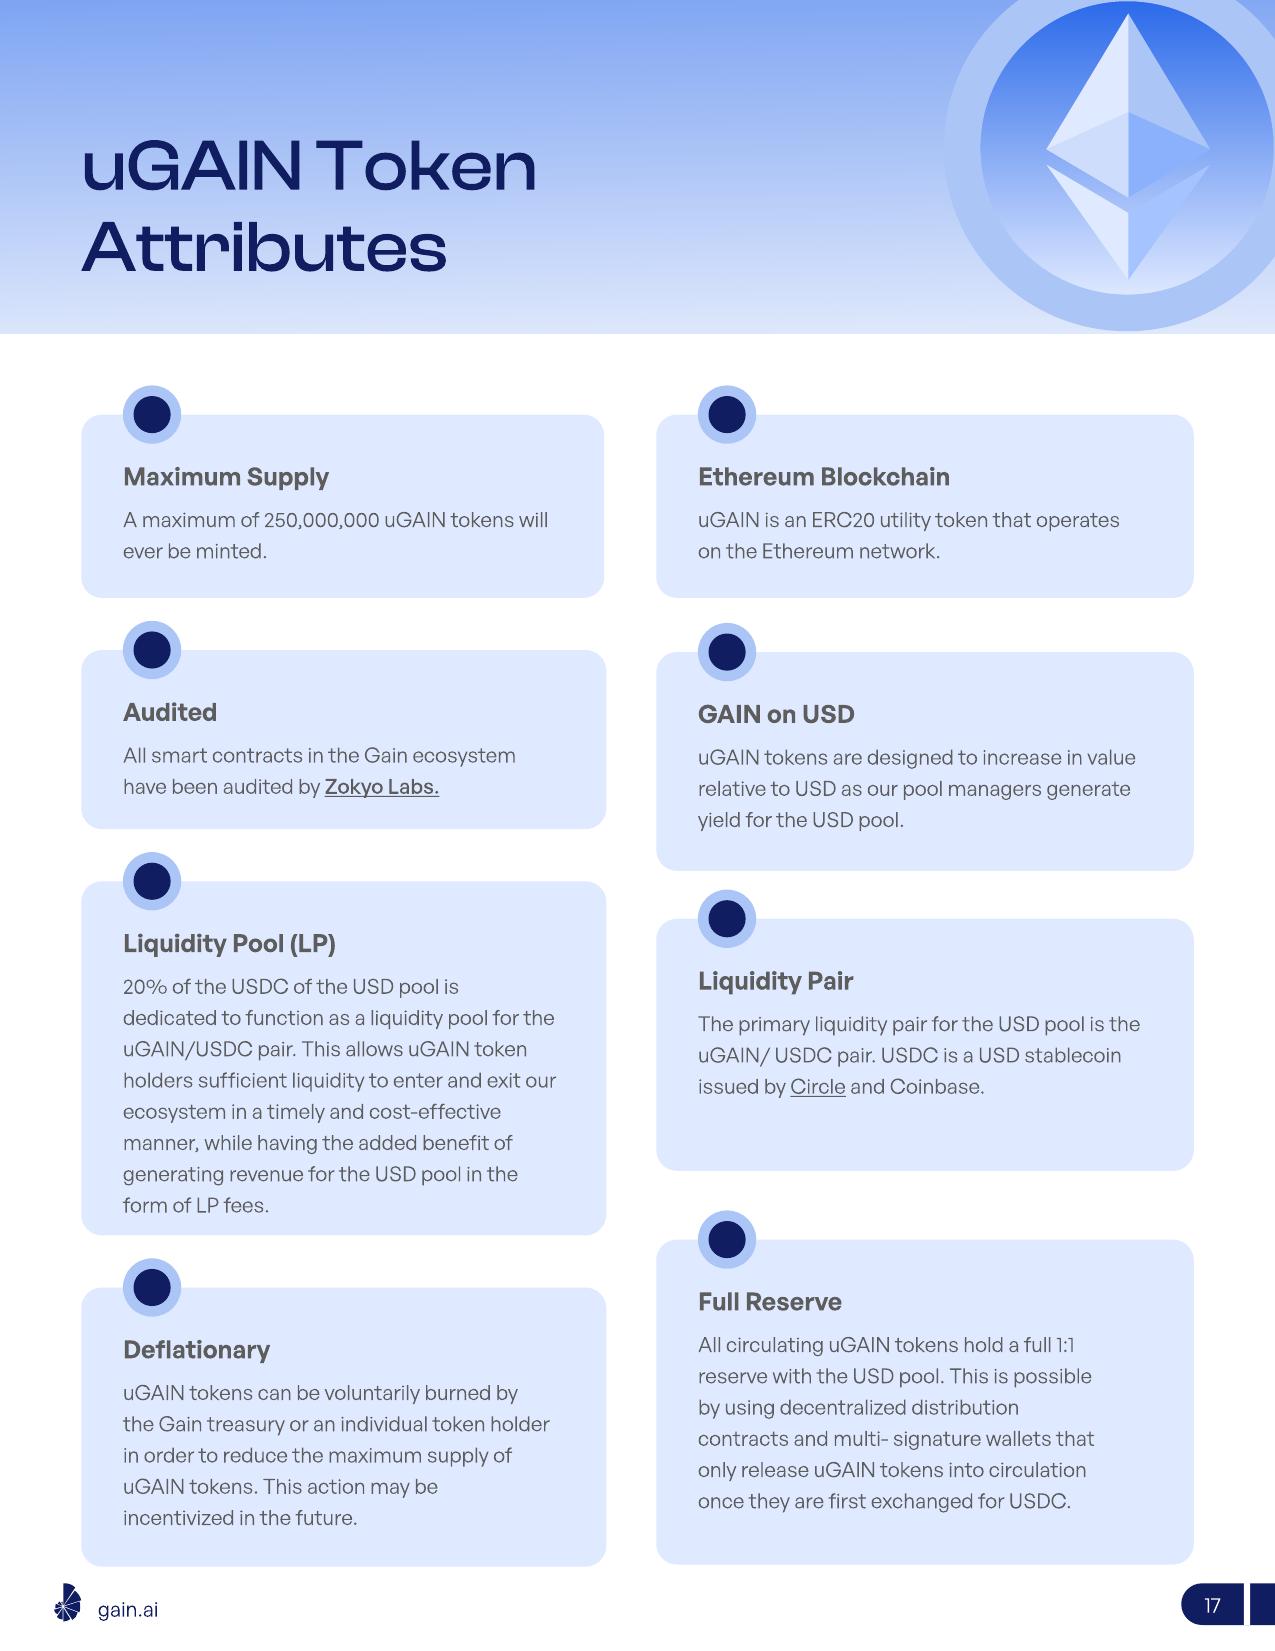 uGAIN Token
Attributes
Maximum Supply
A maximum of 250,000,000 uGAIN tokens will
ever be minted.
Ethereum Blockchain
uGAIN is an ERC20 utility token that operates
on the Ethereum network.
Audited
All smart contracts in the Gain ecosystem
have been audited by Zokyo Labs.
GAIN on USD
uGAIN tokens are designed to increase in value
relative to USD as our pool managers generate
yield for the USD pool.
Liquidity Pool (LP)
20% of the USDC of the USD pool is
dedicated to function as a liquidity pool for the
uGAIN/USDC pair. This allows uGAIN token
holders sufficient liquidity to enter and exit our
ecosystem in a timely and cost-effective
manner, while having the added benefit of
generating revenue for the USD pool in the
form of LP fees.
Liquidity Pair
The primary liquidity pair for the USD pool is the
uGAIN/ USDC pair. USDC is a USD stablecoin
issued by Circle and Coinbase.
Deflationary
uGAIN tokens can be voluntarily burned by
the Gain treasury or an individual token holder
in order to reduce the maximum supply of
uGAIN tokens. This action may be
incentivized in the future.
Full Reserve
All circulating uGAIN tokens hold a full 1:1
reserve with the USD pool. This is possible
by using decentralized distribution
contracts and multi- signature wallets that
only release uGAIN tokens into circulation
once they are first exchanged for USDC.
gain.ai
17